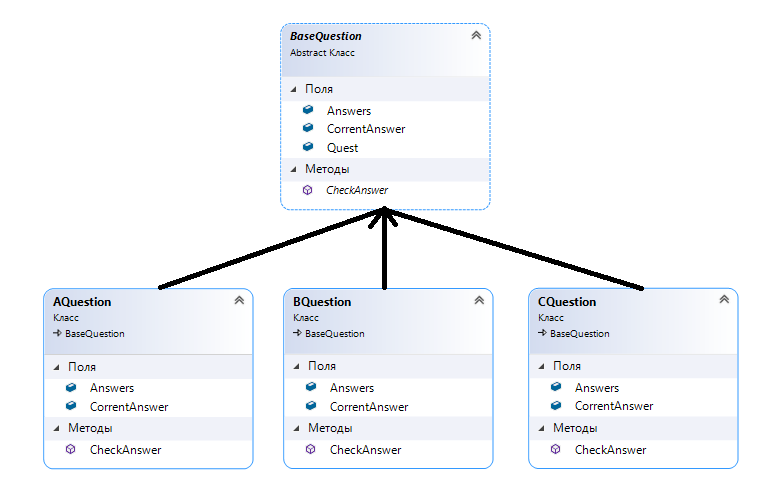 BaseQuestion
Abstract Класс
Поля
Answers
CorrentAnswer
Quest
Методы
CheckAnswer
AQuestion
Класс
BaseQuestion
Поля
Answers
CorrentAnswer
Методы
CheckAnswer
BQuestion
Класс
BaseQuestion
Поля
Answers
CorrentAnswer
Методы
CheckAnswer
CQuestion
Класс
BaseQuestion
Поля
Answers
CorrentAnswer
Методы
CheckAnswer